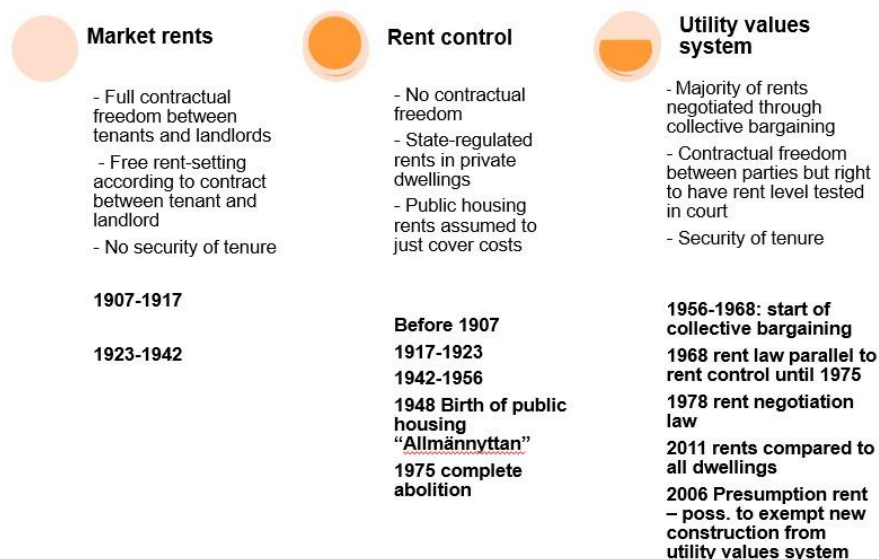 Market rents
- Full contractual
freedom between
tenants and landlords
- Free rent-setting
according to contract
between tenant and
landlord
- No security of tenure
1907-1917
1923-1942
Rent control
- No contractual
freedom
- State-regulated
rents in private
dwellings
- Public housing
rents assumed to
just cover costs
Before 1907
1917-1923
1942-1956
1948 Birth of public
housing
“Allmännyttan”
1975 complete
abolition
Utility values
system
- Majority of rents
negotiated through
collective bargaining
- Contractual freedom
between parties but right
to have rent level tested
in court
- Security of tenure
1956-1968: start of
collective bargaining
1968 rent law parallel to
rent control until 1975
1978 rent negotiation
law
2011 rents compared to
all dwellings
2006 Presumption rent
– poss. to exempt new
construction from
utility values system